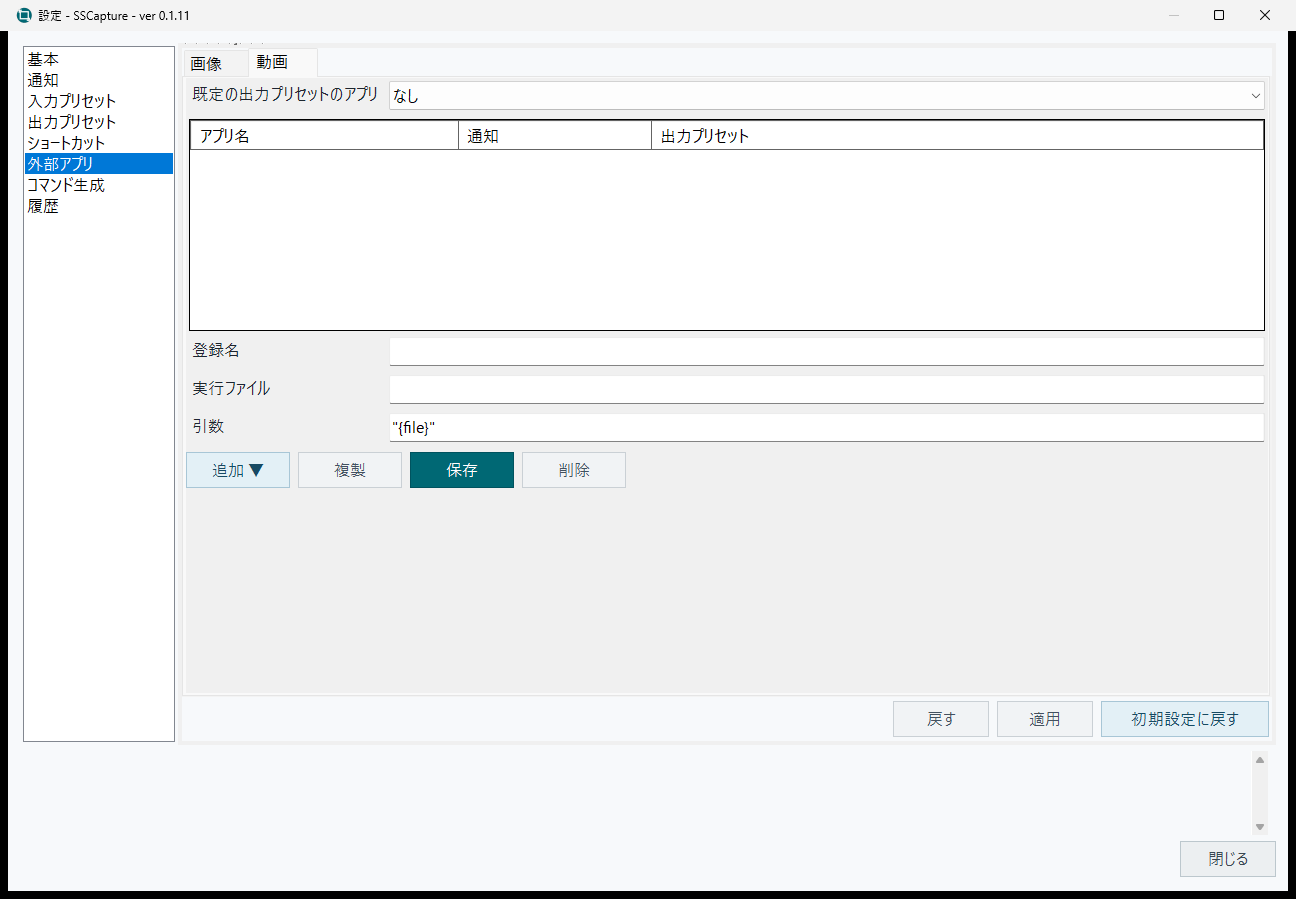 設定 - SSCapture - ver 0.1.11
基本
通知
入力プリセット
出力プリセット
ショートカット
外部アプリ
コマンド生成
履歴
画像 動画
既定の出力プリセットのアプリ なし
アプリ名 通知 出力プリセット
登録名
実行ファイル
引数 "{file}"
追加 ▼ 複製 保存 削除
戻す 適用 初期設定に戻す
閉じる